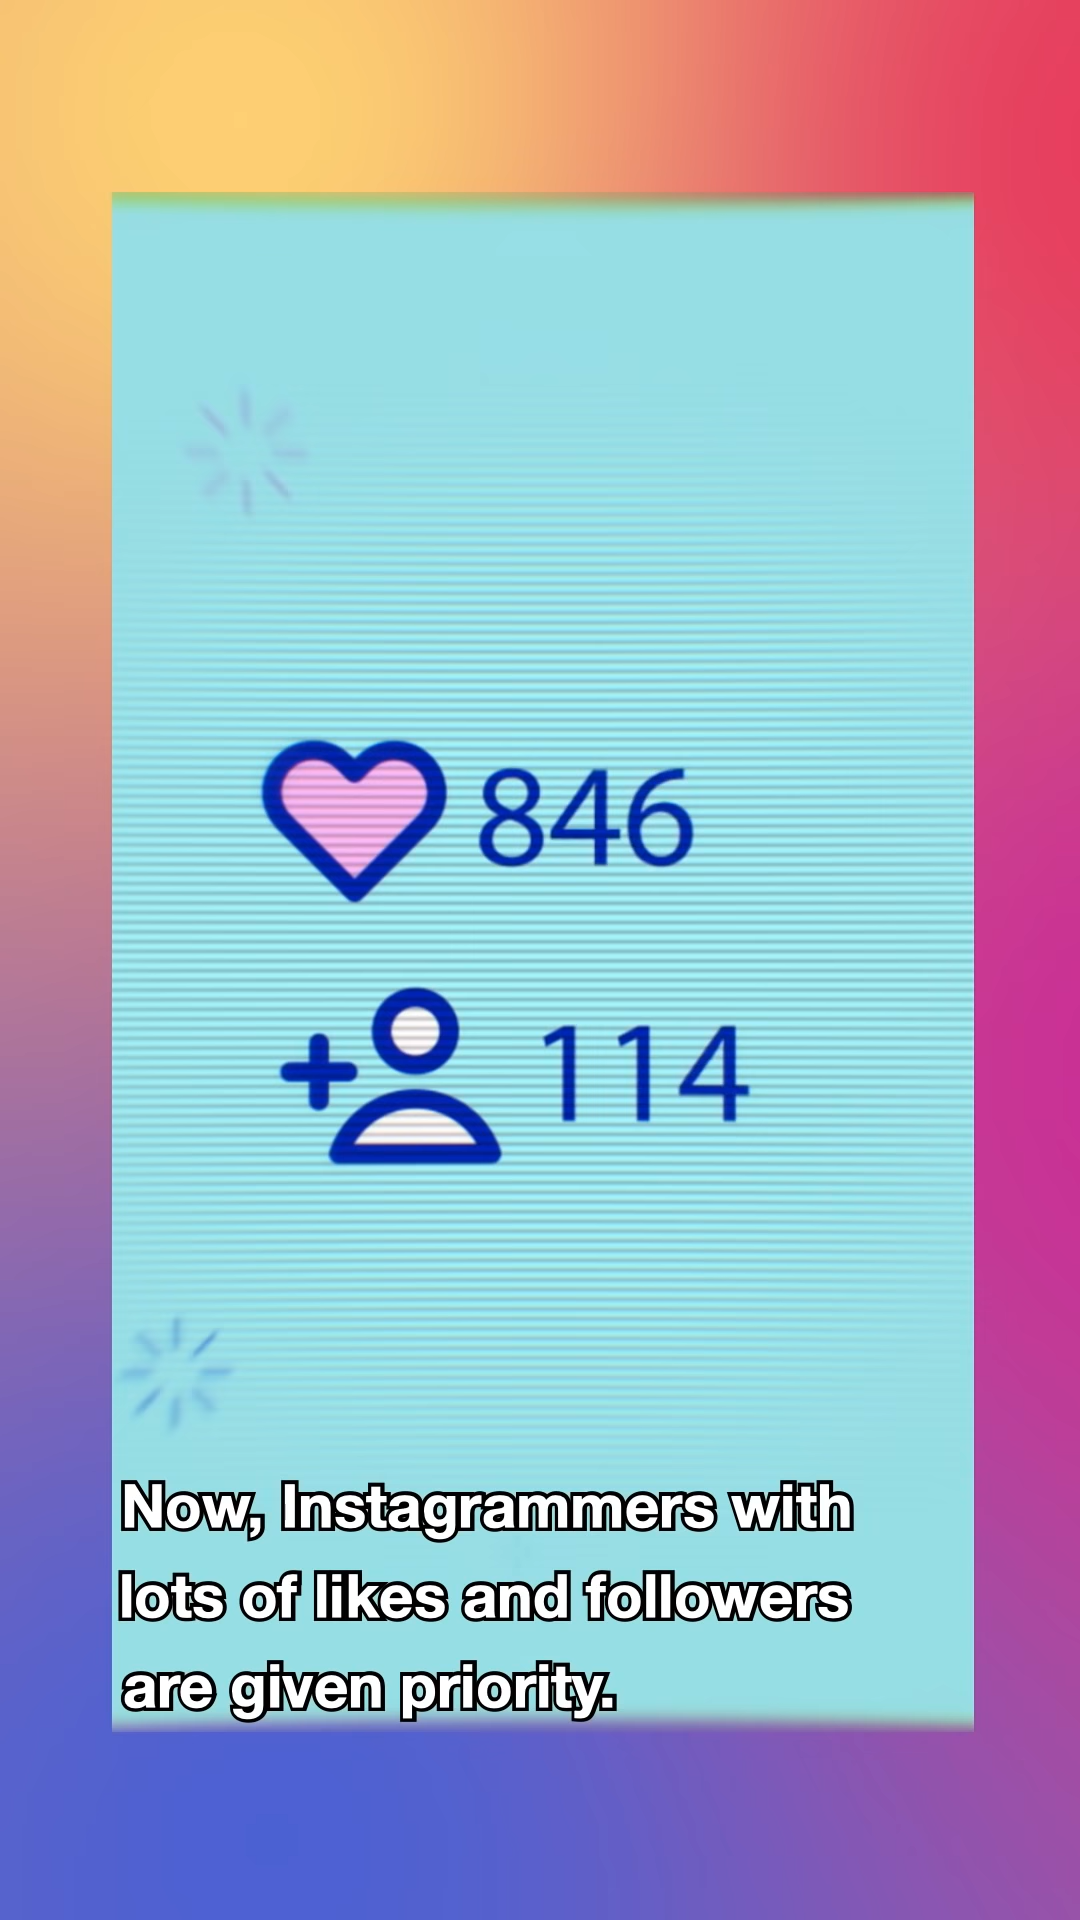 846
114
Now, Instagrammers with
lots of likes and followers
are given priority.